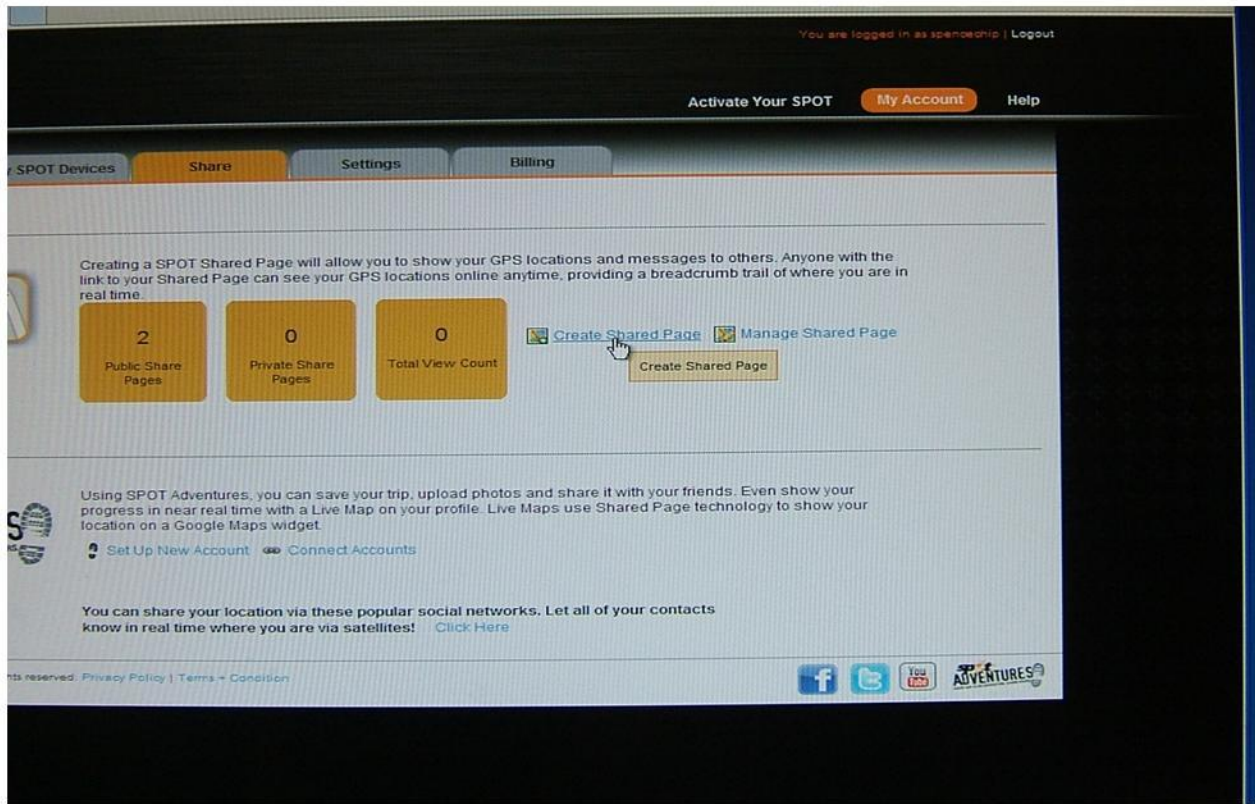 You are logged in as spencechip | Logout
Activate Your SPOT My Account Help
SPOT Devices Share Settings Billing
Creating a SPOT Shared Page will allow you to show your GPS locations and messages to others. Anyone with the
link to your Shared Page can see your GPS locations online anytime, providing a breadcrumb trail of where you are in
real time.
2 0 0
Public Share Private Share Total View Count
Pages Pages
Create Shared Page Manage Shared Page
Create Shared Page
Using SPOT Adventures, you can save your trip, upload photos and share it with your friends. Even show your
progress in near real time with a Live Map on your profile. Live Maps use Shared Page technology to show your
location on a Google Maps widget.
Set Up New Account Connect Accounts
You can share your location via these popular social networks. Let all of your contacts
know in real time where you are via satellites! Click Here
reserved. Privacy Policy | Terms + Condition
You
Tube
spot
ADVENTURES